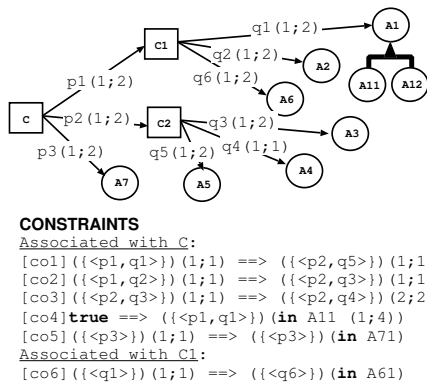 q1(1;2)
A1
C1
q2(1;2)
A2
A11
A12
p1(1;2)
q6(1;2)
A6
C
p2(1;2)
C2
q3(1;2)
A3
q4(1;1)
p3(1;2)
q5(1;2)
A4
A7
A5
CONSTRAINTS
Associated with C:
[co1]({<p1,q1>})(1;1) ==> ({<p2,q5>})(1;1
[co2]({<p1,q2>})(1;1) ==> ({<p2,q3>})(1;1
[co3]({<p2,q3>})(1;1) ==> ({<p2,q4>})(2;2
[co4]true ==> ({<p1,q1>})(in A11 (1;4))
[co5]({<p3>})(1;1) ==> ({<p3>})(in A71)
Associated with C1:
[co6]({<q1>})(1;1) ==> ({<q6>})(in A61)